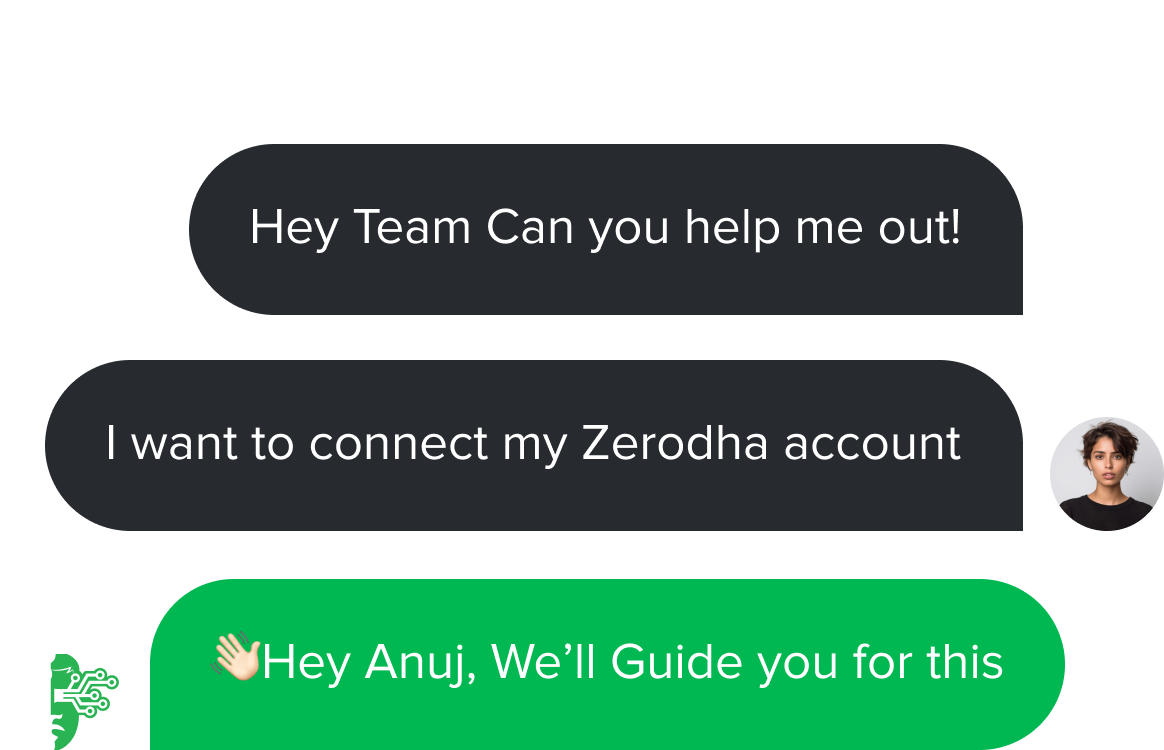 Hey Team Can you help me out!
I want to connect my Zerodha account
👋🏻Hey Anuj, We’ll Guide you for this